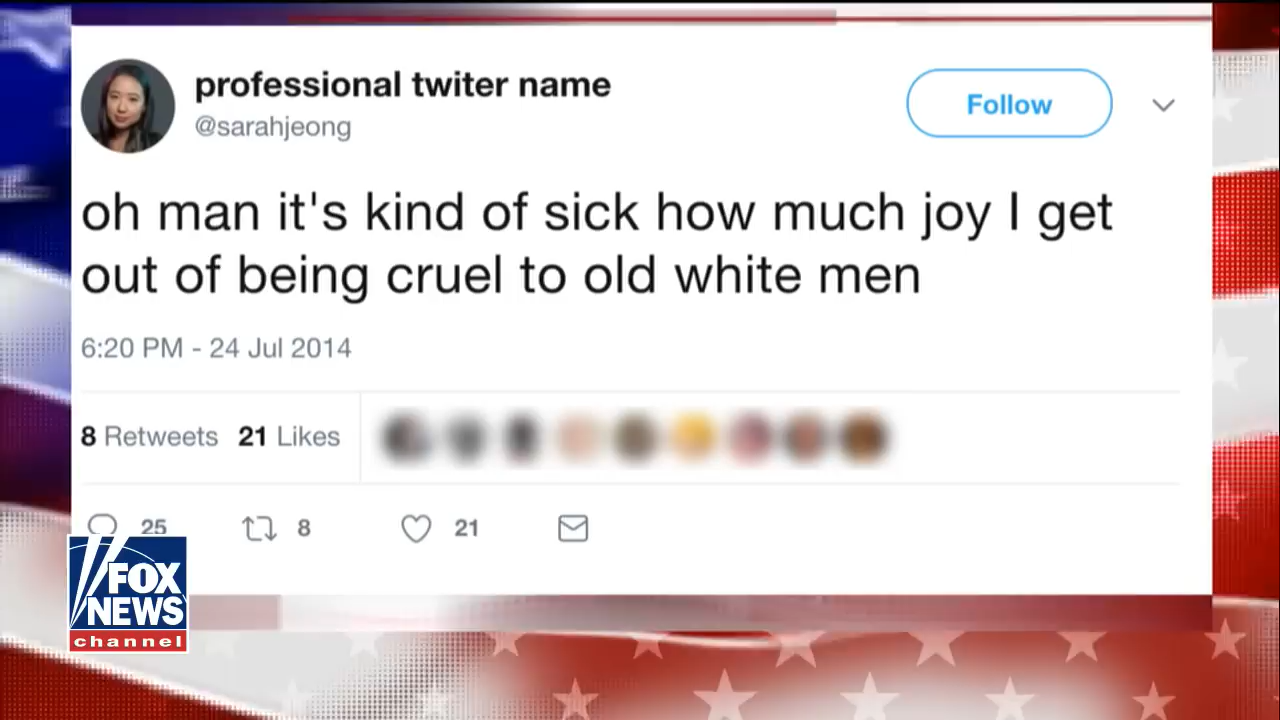 professional twiter name
@sarahjeong
Follow
oh man it's kind of sick how much joy I get
out of being cruel to old white men
6:20 PM - 24 Jul 2014
8 Retweets 21 Likes
25 8 21
FOX
NEWS
channel